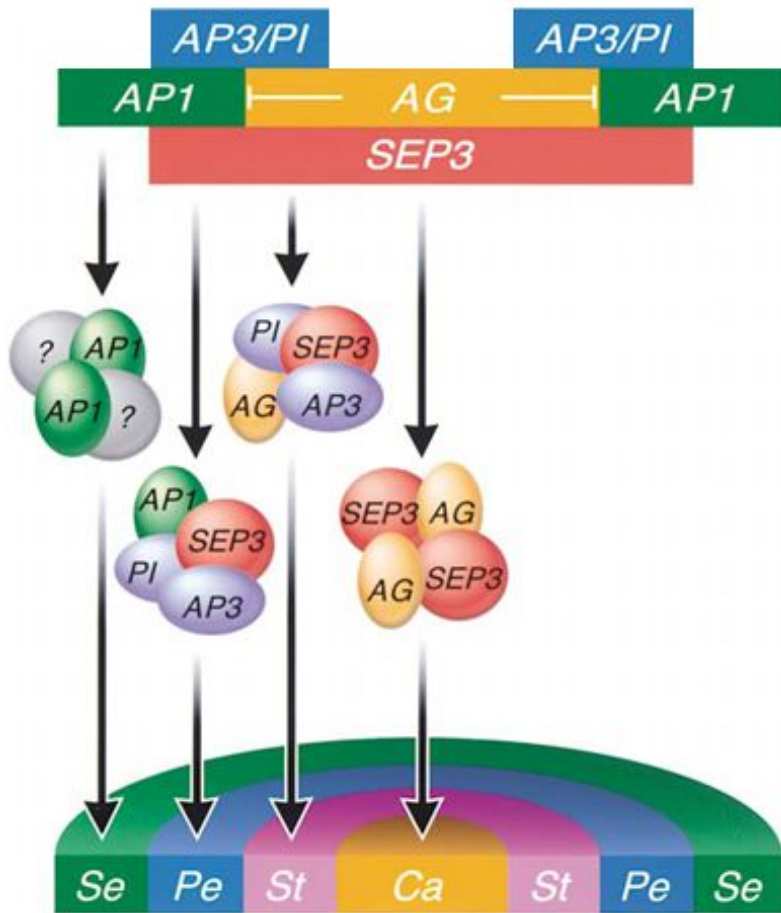 AP3/PI AP3/PI
AP1 AG AP1
SEP3
? AP1
AP1 ?
PI SEP3
AG AP3
AP1
SEP3
PI
AP3
SEP3 AG
AG SEP3
Se Pe St Ca St Pe Se